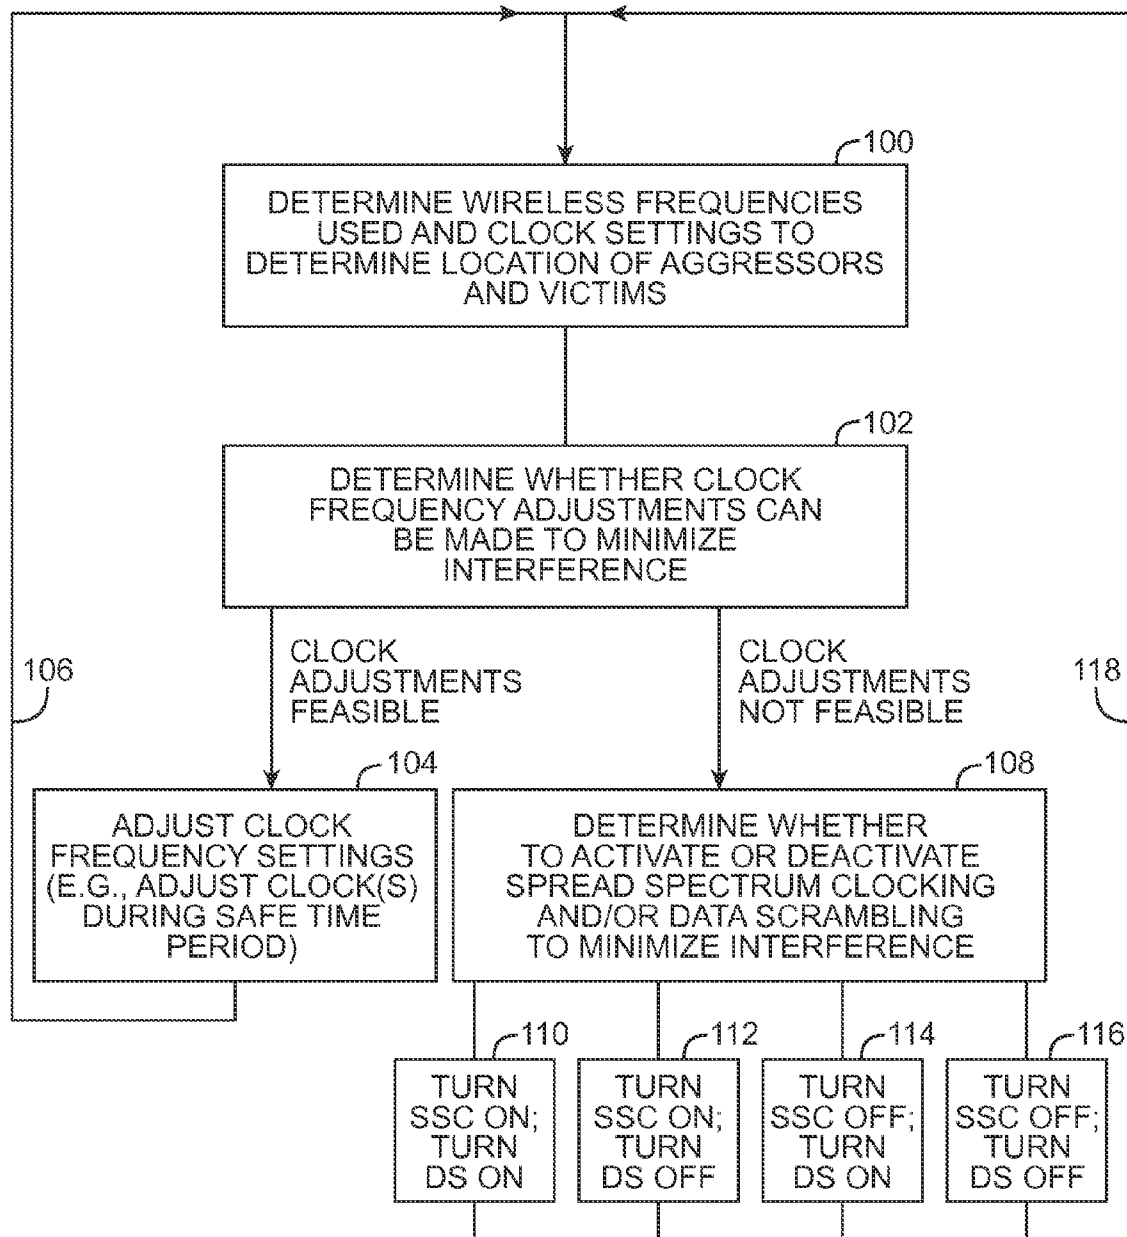 100
DETERMINE WIRELESS FREQUENCIES
USED AND CLOCK SETTINGS TO
DETERMINE LOCATION OF AGGRESSORS
AND VICTIMS
102
DETERMINE WHETHER CLOCK
FREQUENCY ADJUSTMENTS CAN
BE MADE TO MINIMIZE
INTERFERENCE
106
CLOCK
ADJUSTMENTS
FEASIBLE
CLOCK
ADJUSTMENTS
NOT FEASIBLE
118
104
ADJUST CLOCK
FREQUENCY SETTINGS
(E.G., ADJUST CLOCK(S)
DURING SAFE TIME
PERIOD)
108
DETERMINE WHETHER
TO ACTIVATE OR DEACTIVATE
SPREAD SPECTRUM CLOCKING
AND/OR DATA SCRAMBLING
TO MINIMIZE INTERFERENCE
110
TURN
SSC ON;
TURN
DS ON
112
TURN
SSC ON;
TURN
DS OFF
114
TURN
SSC OFF;
TURN
DS ON
116
TURN
SSC OFF;
TURN
DS OFF